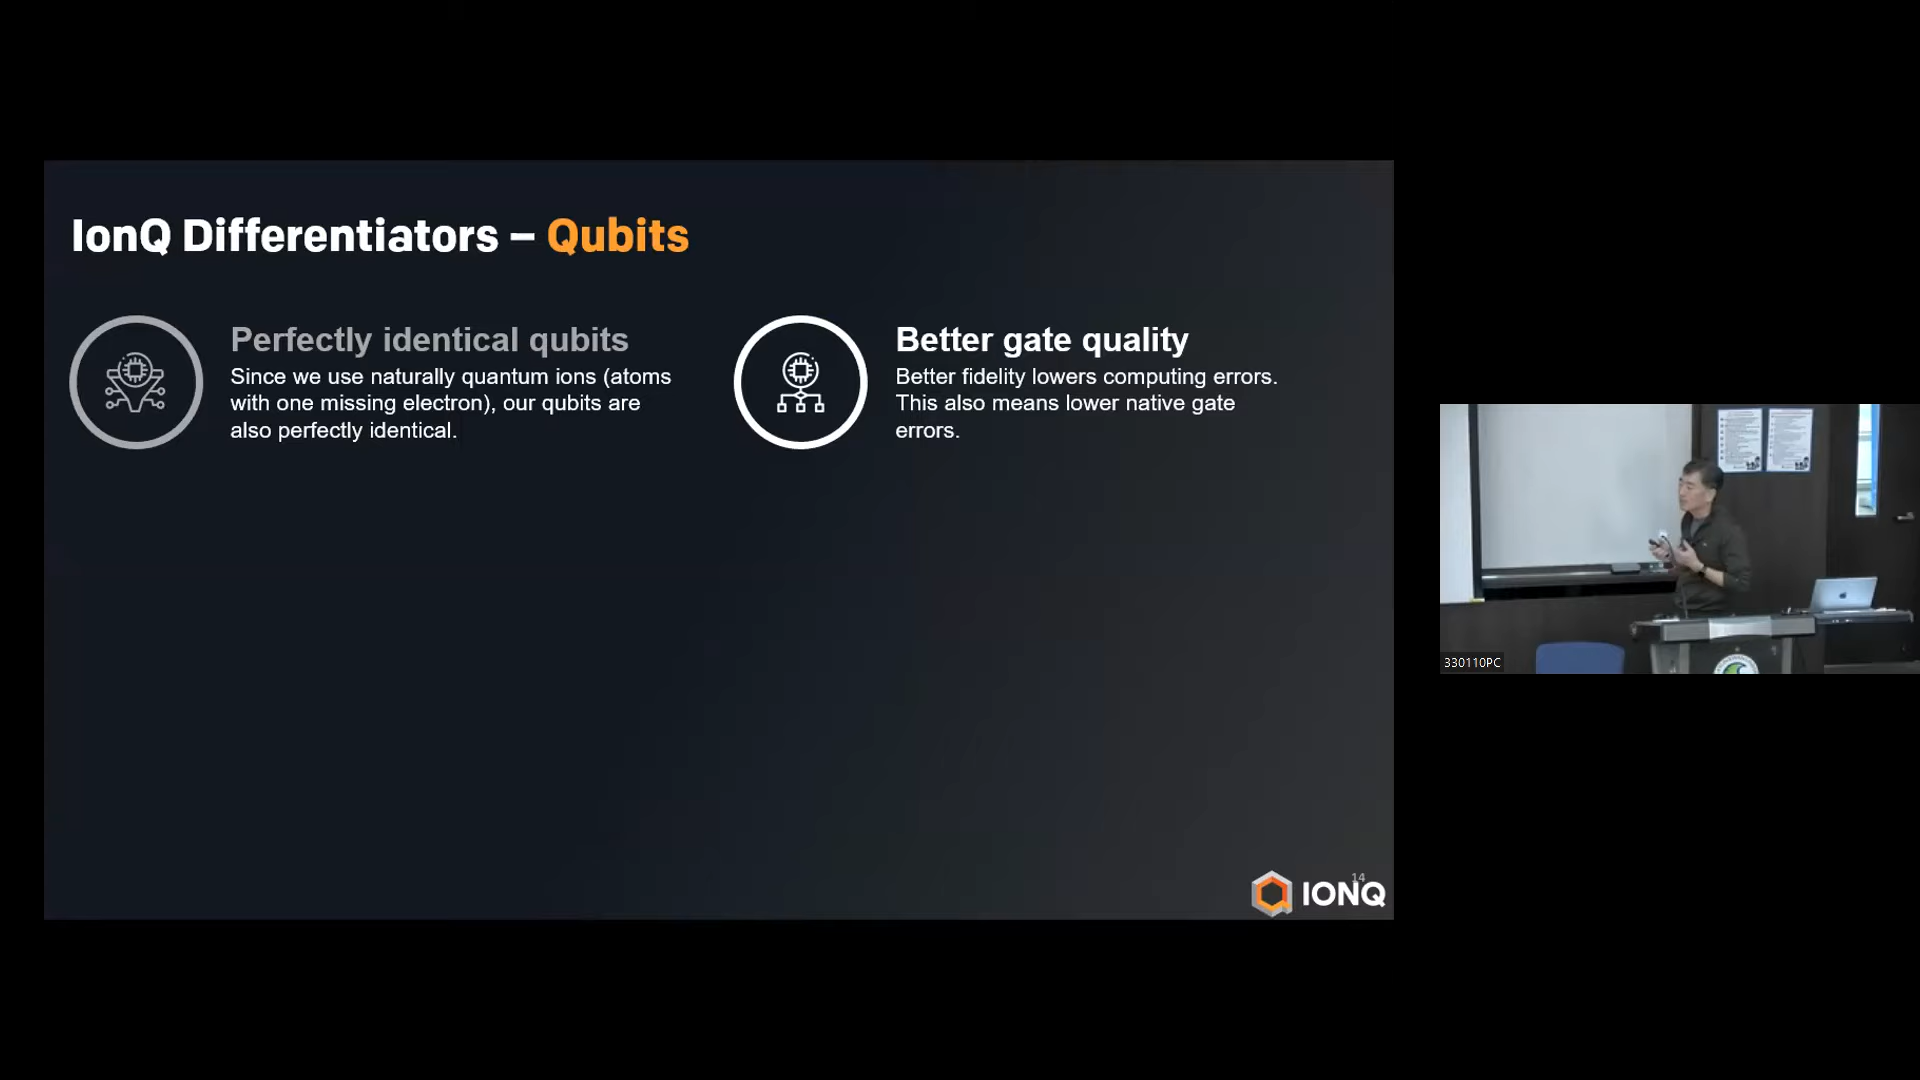 IonQ Differentiators – Qubits
Perfectly identical qubits
Since we use naturally quantum ions (atoms
with one missing electron), our qubits are
also perfectly identical.
Better gate quality
Better fidelity lowers computing errors.
This also means lower native gate
errors.
14
IONQ
330110PC